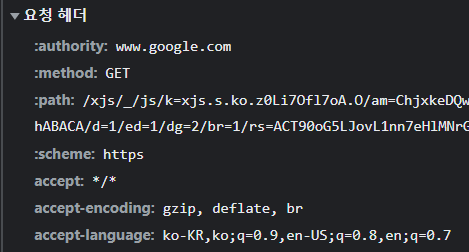 요청 헤더
:authority: www.google.com
:method: GET
:path: /xjs/_/js/k=xjs.s.ko.z0Li7Ofl7oA.O/am=ChjxkeDQw
hABACA/d=1/ed=1/dg=2/br=1/rs=ACT90oG5LJovL1nn7eHlMNrG
:scheme: https
accept: */*
accept-encoding: gzip, deflate, br
accept-language: ko-KR,ko;q=0.9,en-US;q=0.8,en;q=0.7